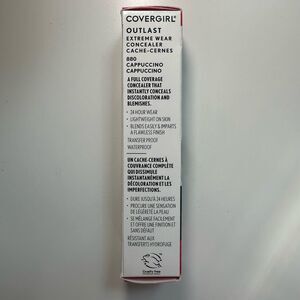 COVERGIRL
OUTLAST
EXTREME WEAR
CONCEALER
CACHE-CERNES
880
CAPPUCCINO
CAPPUCCINO
A FULL COVERAGE
CONCEALER THAT
INSTANTLY CONCEALS
DISCOLORATION AND
BLEMISHES.
• 24 HOUR WEAR
• LIGHTWEIGHT ON SKIN
• BLENDS EASILY & IMPARTS
A FLAWLESS FINISH
TRANSFER PROOF
WATERPROOF
UN CACHE-CERNES À
COUVRANCE COMPLÈTE
QUI DISSIMULE
INSTANTANÉMENT LA
DÉCOLORATION ET LES
IMPERFECTIONS.
• DURE JUSQU'À 24 HEURES
• PROCURE UNE SENSATION
DE LÉGÈRETÉ LA PEAU
• SE MÉLANGE FACILEMENT
ET OFFRE UNE FINITION ET
SANS DÉFAUT
RÉSISTANT AUX
TRANSFERTS HYDROFUGE
Cruelty free